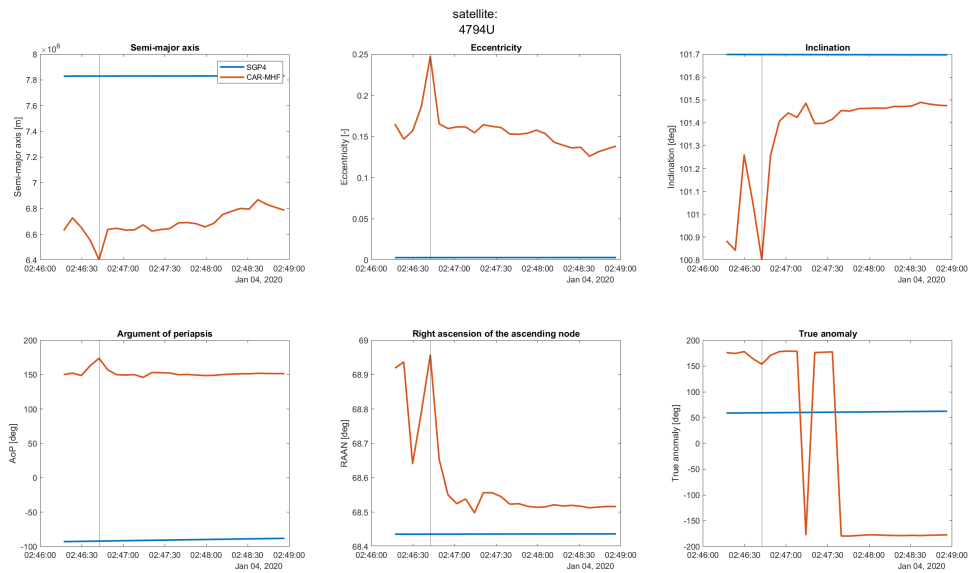 satellite:
4794U
Semi-major axis
×10⁶
8
7.8
7.6
7.4
7.2
7
6.8
6.6
6.4
Semi-major axis [m]
SGP4
CAR-MHF
02:46:00 02:46:30 02:47:00 02:47:30 02:48:00 02:48:30 02:49:00
Jan 04, 2020
Eccentricity
0.25
0.2
0.15
0.1
0.05
0
Eccentricity [-]
02:46:00 02:46:30 02:47:00 02:47:30 02:48:00 02:48:30 02:49:00
Jan 04, 2020
Inclination
101.7
101.6
101.5
101.4
101.3
101.2
101.1
101
100.9
100.8
Inclination [deg]
02:46:00 02:46:30 02:47:00 02:47:30 02:48:00 02:48:30 02:49:00
Jan 04, 2020
Argument of periapsis
200
150
100
50
0
-50
-100
AoP [deg]
02:46:00 02:46:30 02:47:00 02:47:30 02:48:00 02:48:30 02:49:00
Jan 04, 2020
Right ascension of the ascending node
69
68.9
68.8
68.7
68.6
68.5
68.4
RAAN [deg]
02:46:00 02:46:30 02:47:00 02:47:30 02:48:00 02:48:30 02:49:00
Jan 04, 2020
True anomaly
200
150
100
50
0
-50
-100
-150
-200
True anomaly [deg]
02:46:00 02:46:30 02:47:00 02:47:30 02:48:00 02:48:30 02:49:00
Jan 04, 2020